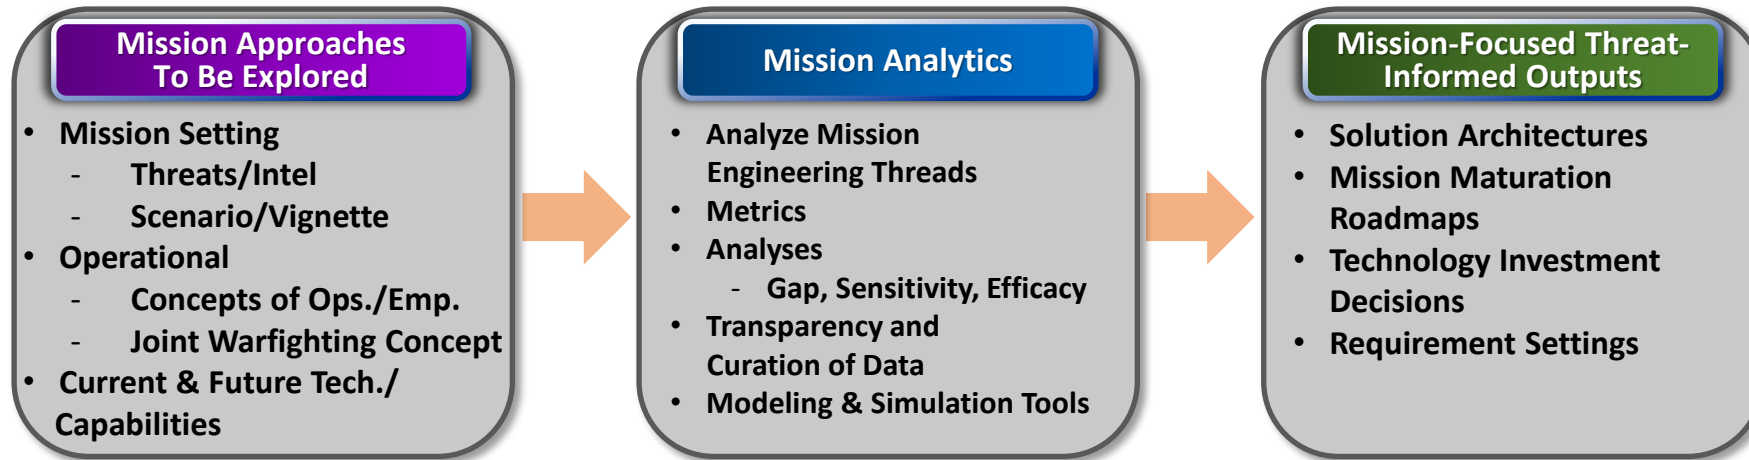 Mission Approaches
To Be Explored
• Mission Setting
- Threats/Intel
- Scenario/Vignette
• Operational
- Concepts of Ops./Emp.
- Joint Warfighting Concept
• Current & Future Tech./
Capabilities
Mission Analytics
• Analyze Mission
Engineering Threads
• Metrics
• Analyses
- Gap, Sensitivity, Efficacy
• Transparency and
Curation of Data
• Modeling & Simulation Tools
Mission-Focused Threat-
Informed Outputs
• Solution Architectures
• Mission Maturation
Roadmaps
• Technology Investment
Decisions
• Requirement Settings